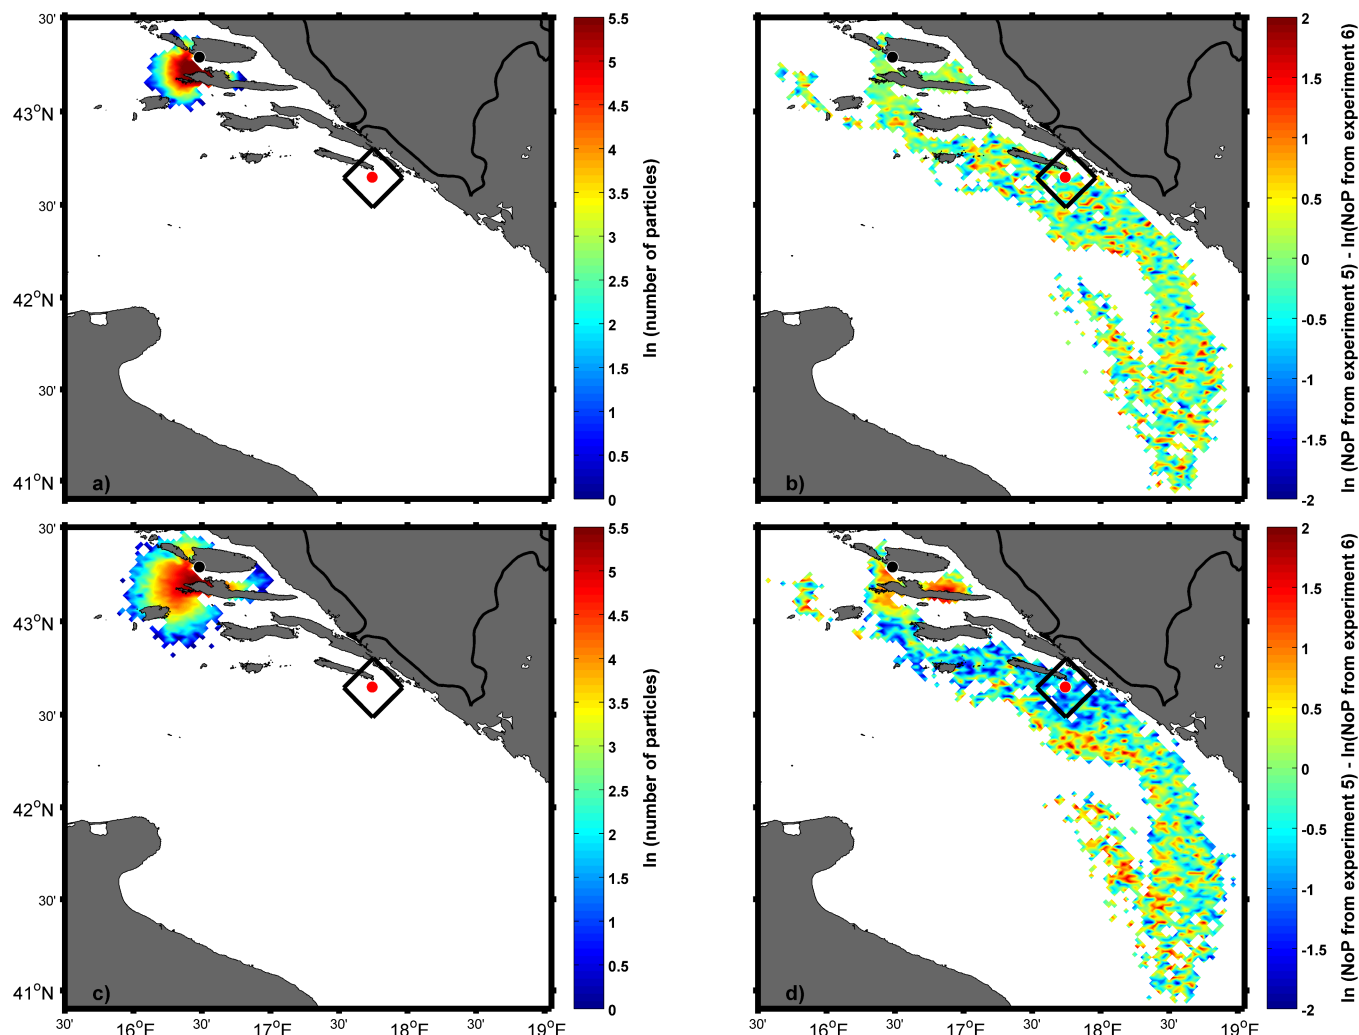 30'
43°N
30'
42°N
30'
41°N
a)
5.5
5
4.5
4
3.5
3
2.5
2
1.5
1
0.5
0
ln (number of particles)
b)
2
1.5
1
0.5
0
-0.5
-1
-1.5
-2
ln (NoP from experiment 5) - ln(NoP from experiment 6)
30'
43°N
30'
42°N
30'
41°N
c)
30'
16°E
30'
17°E
30'
18°E
30'
19°E
5.5
5
4.5
4
3.5
3
2.5
2
1.5
1
0.5
0
ln (number of particles)
d)
30'
16°E
30'
17°E
30'
18°E
30'
19°E
2
1.5
1
0.5
0
-0.5
-1
-1.5
-2
ln (NoP from experiment 5) - ln(NoP from experiment 6)